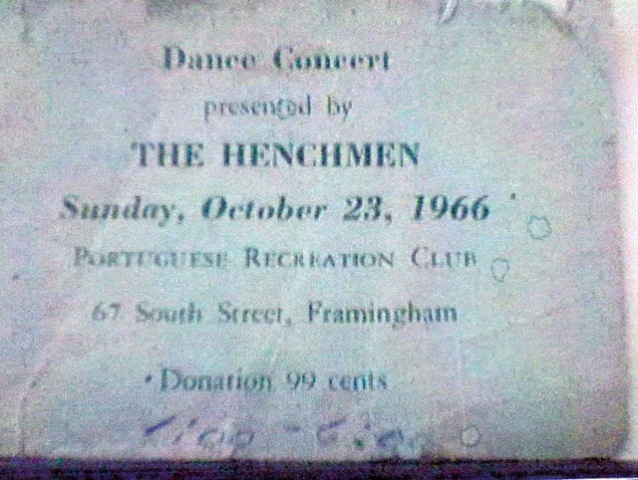 Dance Concert
presented by
THE HENCHMEN
Sunday, October 23, 1966
PORTUGUESE RECREATION CLUB
67 South Street, Framingham
Donation 99 cents